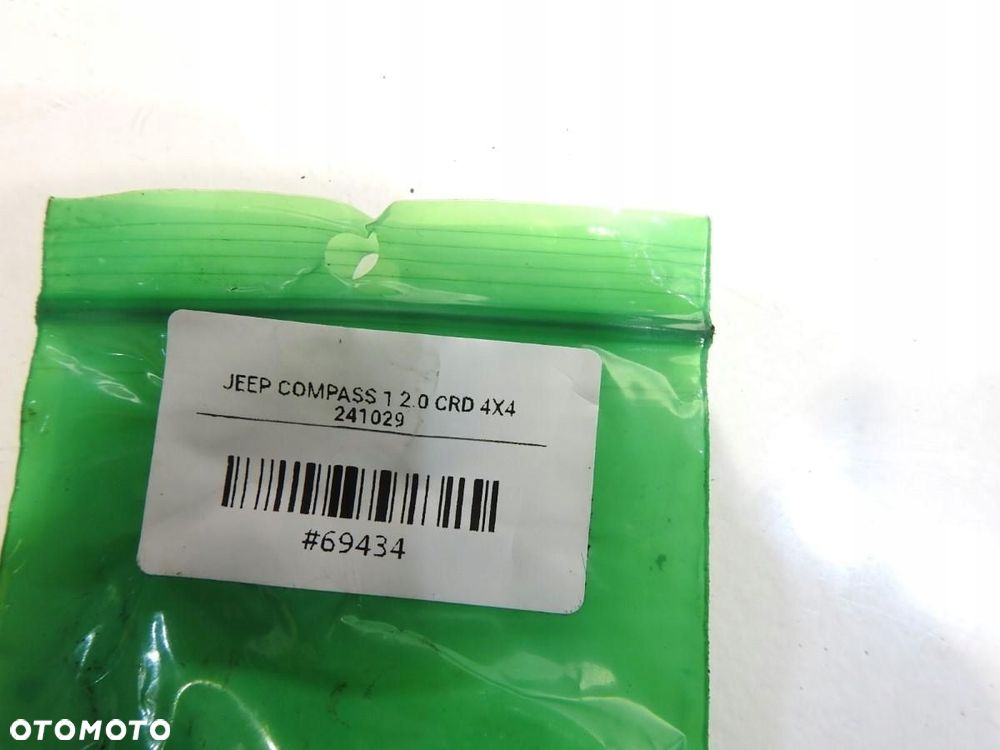 JEEP COMPASS 1 2.0 CRD 4X4
241029
#69434
OTOMOTO